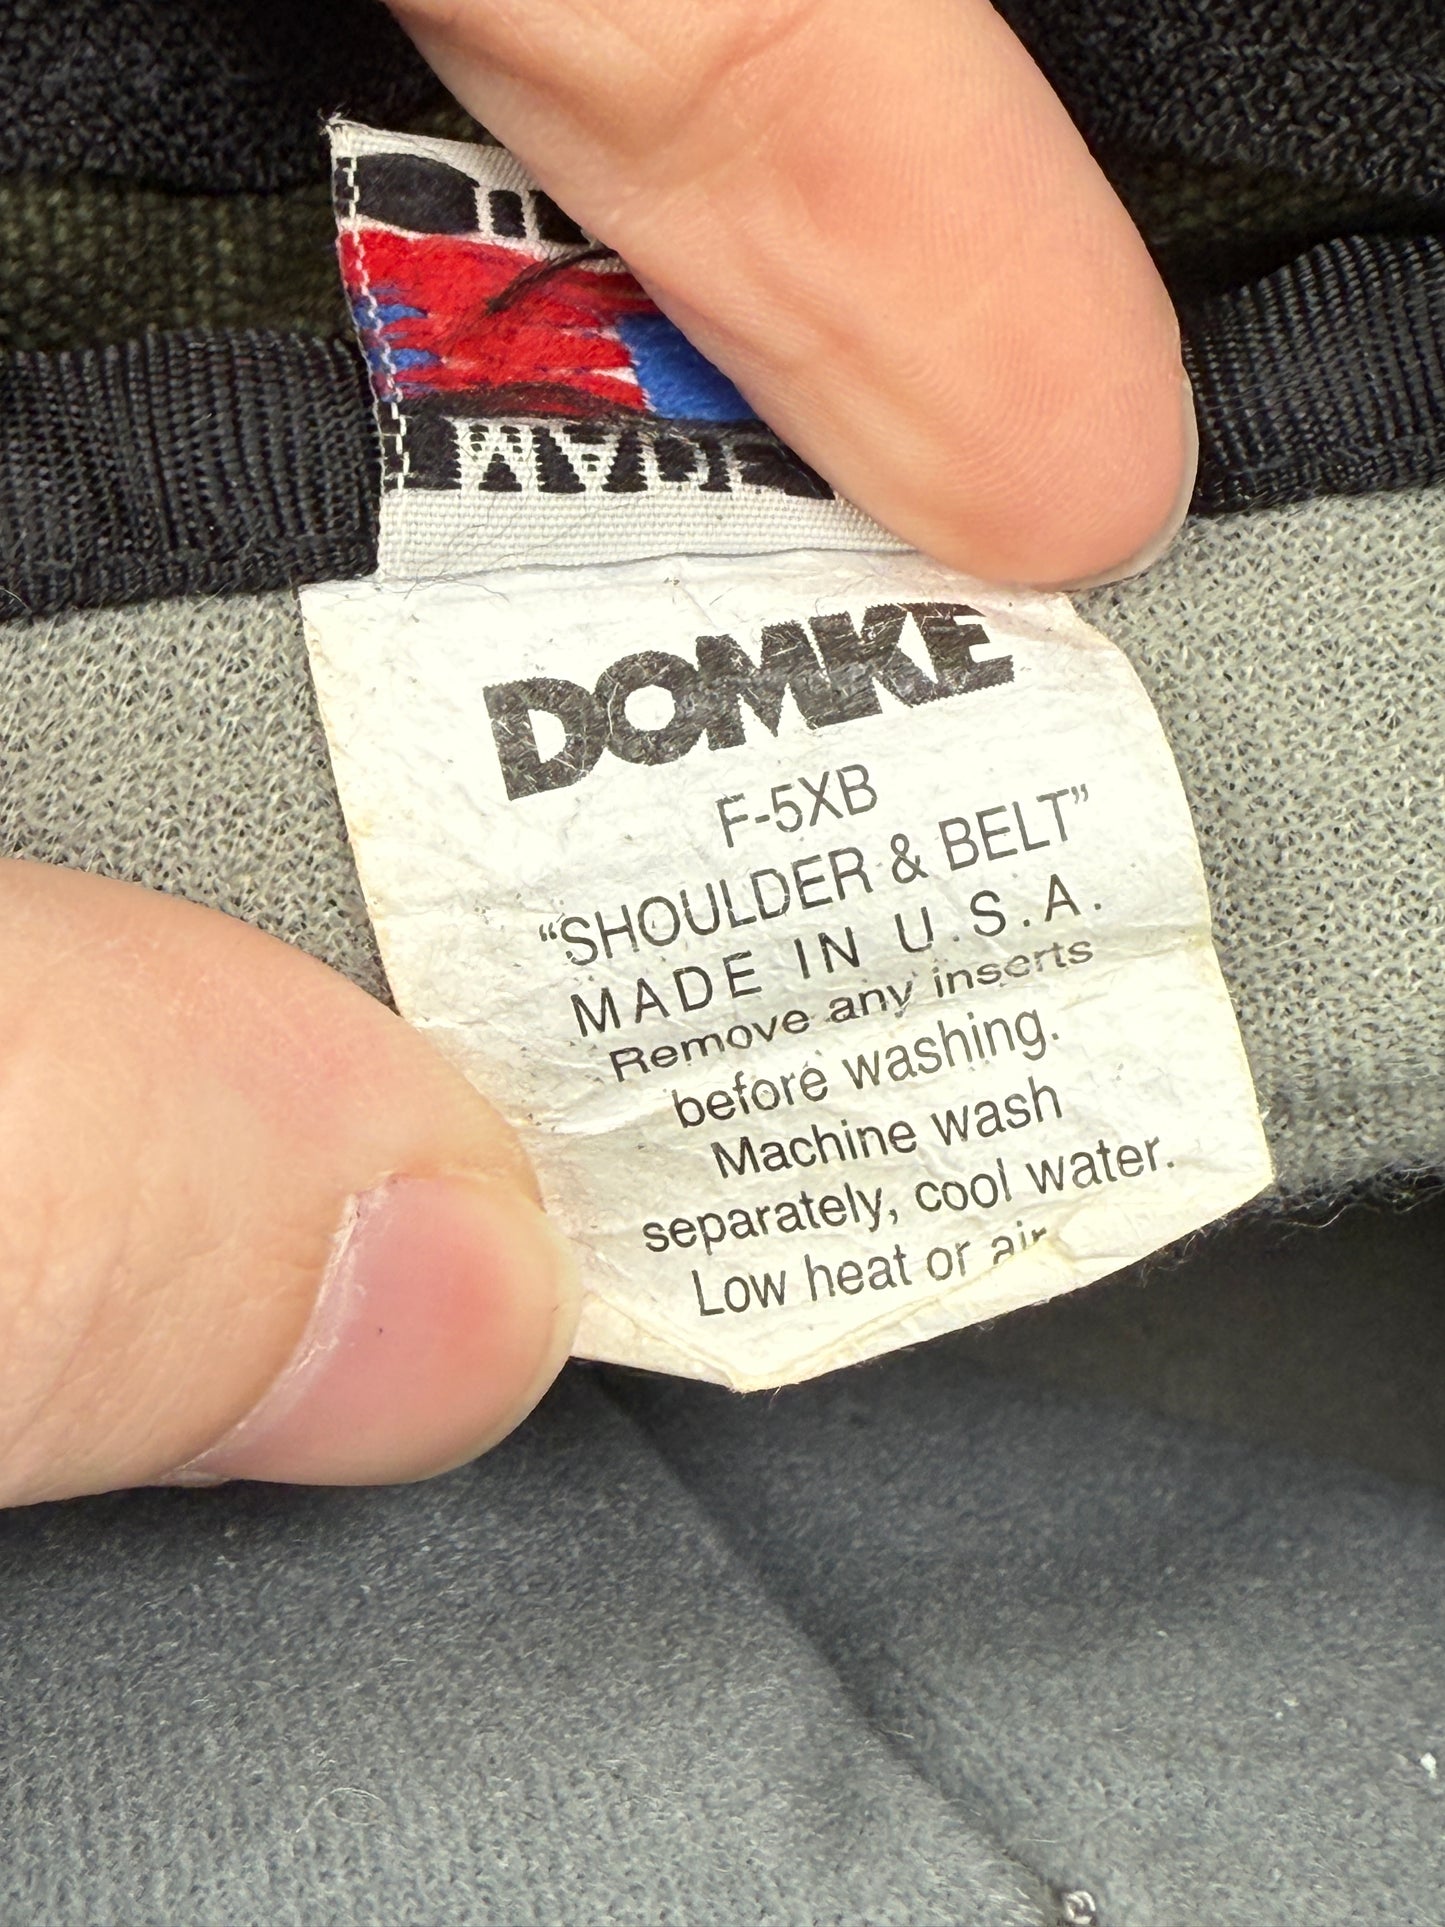 DOMKE
F-5XB
“SHOULDER & BELT”
MADE IN U.S.A.
Remove any inserts
before washing.
Machine wash
separately, cool water.
Low heat or air